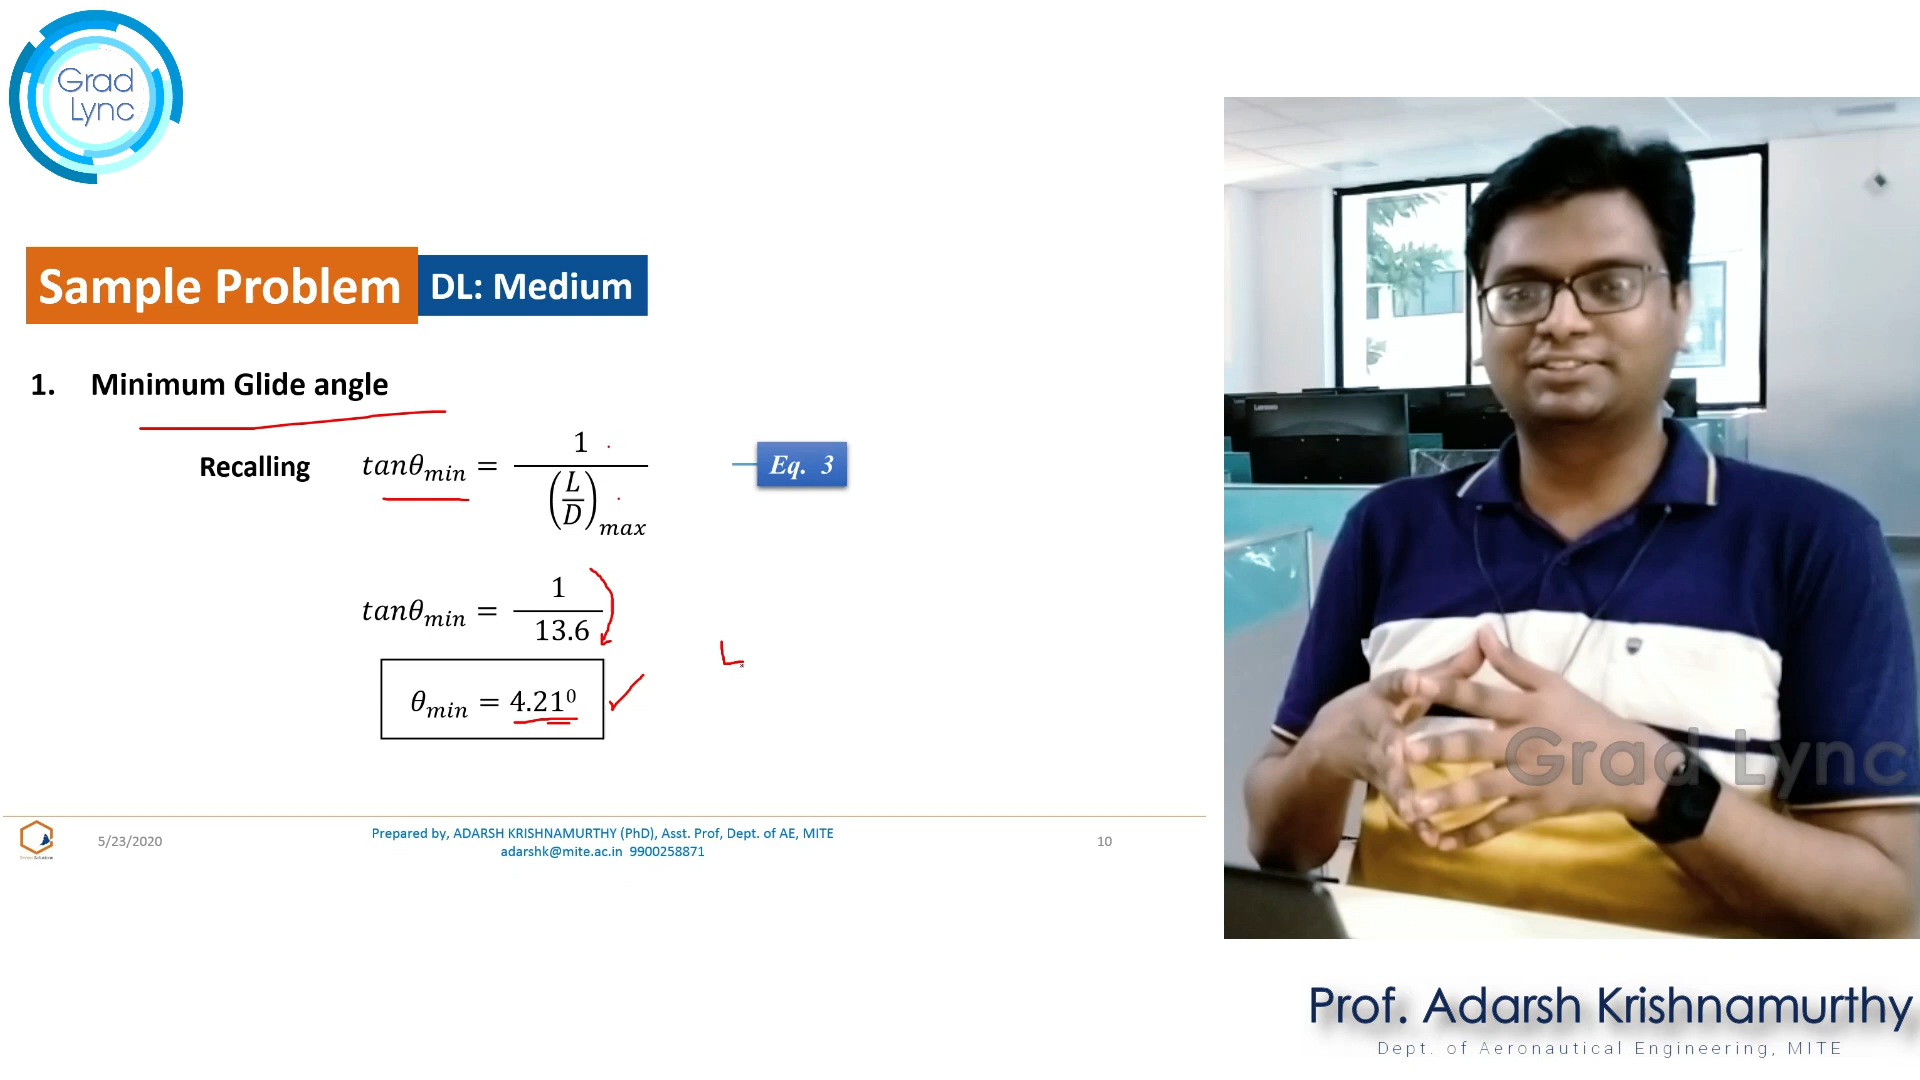 Grad
Lync
Sample Problem DL: Medium
1. Minimum Glide angle
Recalling tanθmin = 1 / (L/D)max Eq. 3
tanθmin = 1 / 13.6
θmin = 4.21⁰
5/23/2020
Prepared by, ADARSH KRISHNAMURTHY (PhD), Asst. Prof, Dept. of AE, MITE
adarshk@mite.ac.in 9900258871
10
Lenovo
Lenovo
Grad Lync
Prof. Adarsh Krishnamurthy
Dept. of Aeronautical Engineering, MITE